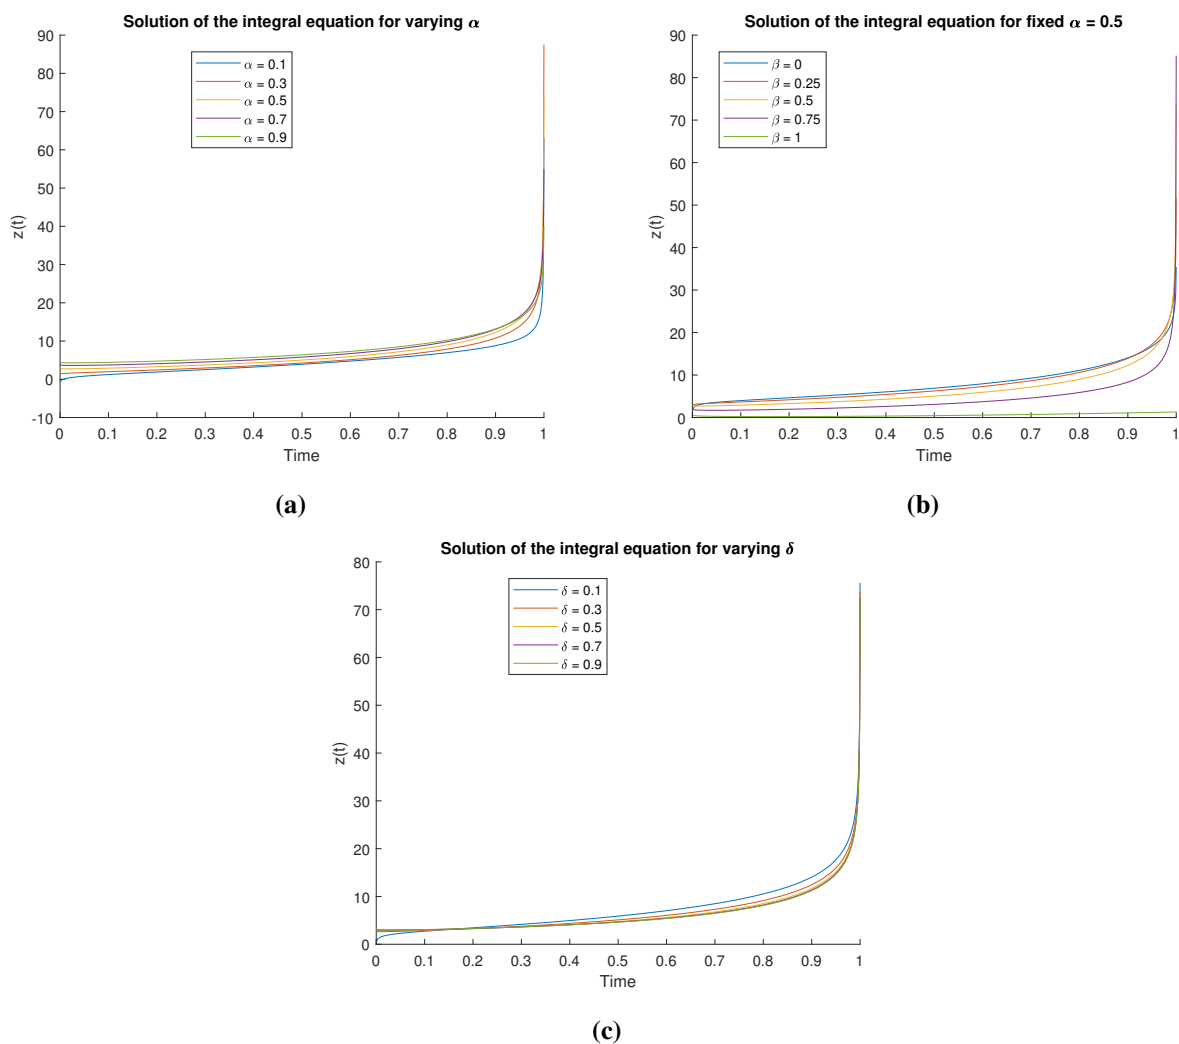 Solution of the integral equation for varying α
90
80
70
60
50
40
30
20
10
0
-10
z(t)
α = 0.1
α = 0.3
α = 0.5
α = 0.7
α = 0.9
0 0.1 0.2 0.3 0.4 0.5 0.6 0.7 0.8 0.9 1
Time
(a)
Solution of the integral equation for fixed α = 0.5
90
80
70
60
50
40
30
20
10
0
z(t)
β = 0
β = 0.25
β = 0.5
β = 0.75
β = 1
0 0.1 0.2 0.3 0.4 0.5 0.6 0.7 0.8 0.9 1
Time
(b)
Solution of the integral equation for varying δ
80
70
60
50
40
30
20
10
0
z(t)
δ = 0.1
δ = 0.3
δ = 0.5
δ = 0.7
δ = 0.9
0 0.1 0.2 0.3 0.4 0.5 0.6 0.7 0.8 0.9 1
Time
(c)